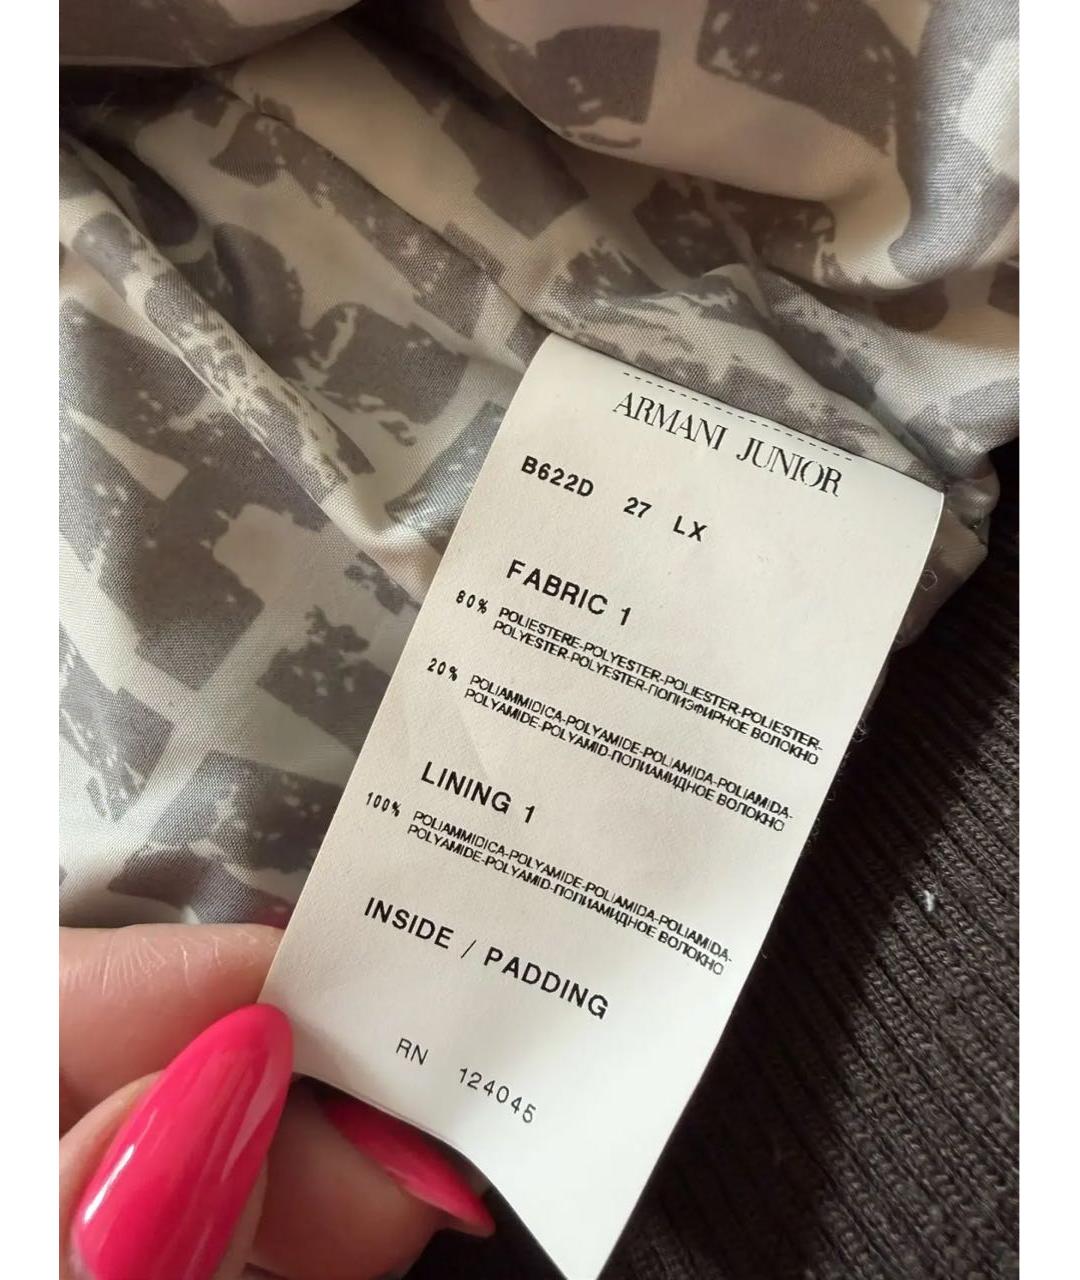 ARMANI JUNIOR
B622D 27 LX
FABRIC 1
80% POLIESTERE-POLYESTER-POLIESTER-POLIESTER-
POLYESTER-POLYESTER-ПОЛИЭФИРНОЕ ВОЛОКНО
20% POLIAMMIDICA-POLYAMIDE-POLIAMIDA-POLIAMIDA-
POLYAMIDE-POLYAMID-ПОЛИАМИДНОЕ ВОЛОКНО
LINING 1
100% POLIAMMIDICA-POLYAMIDE-POLIAMIDA-POLIAMIDA-
POLYAMIDE-POLYAMID-ПОЛИАМИДНОЕ ВОЛОКНО
INSIDE / PADDING
RN 124045